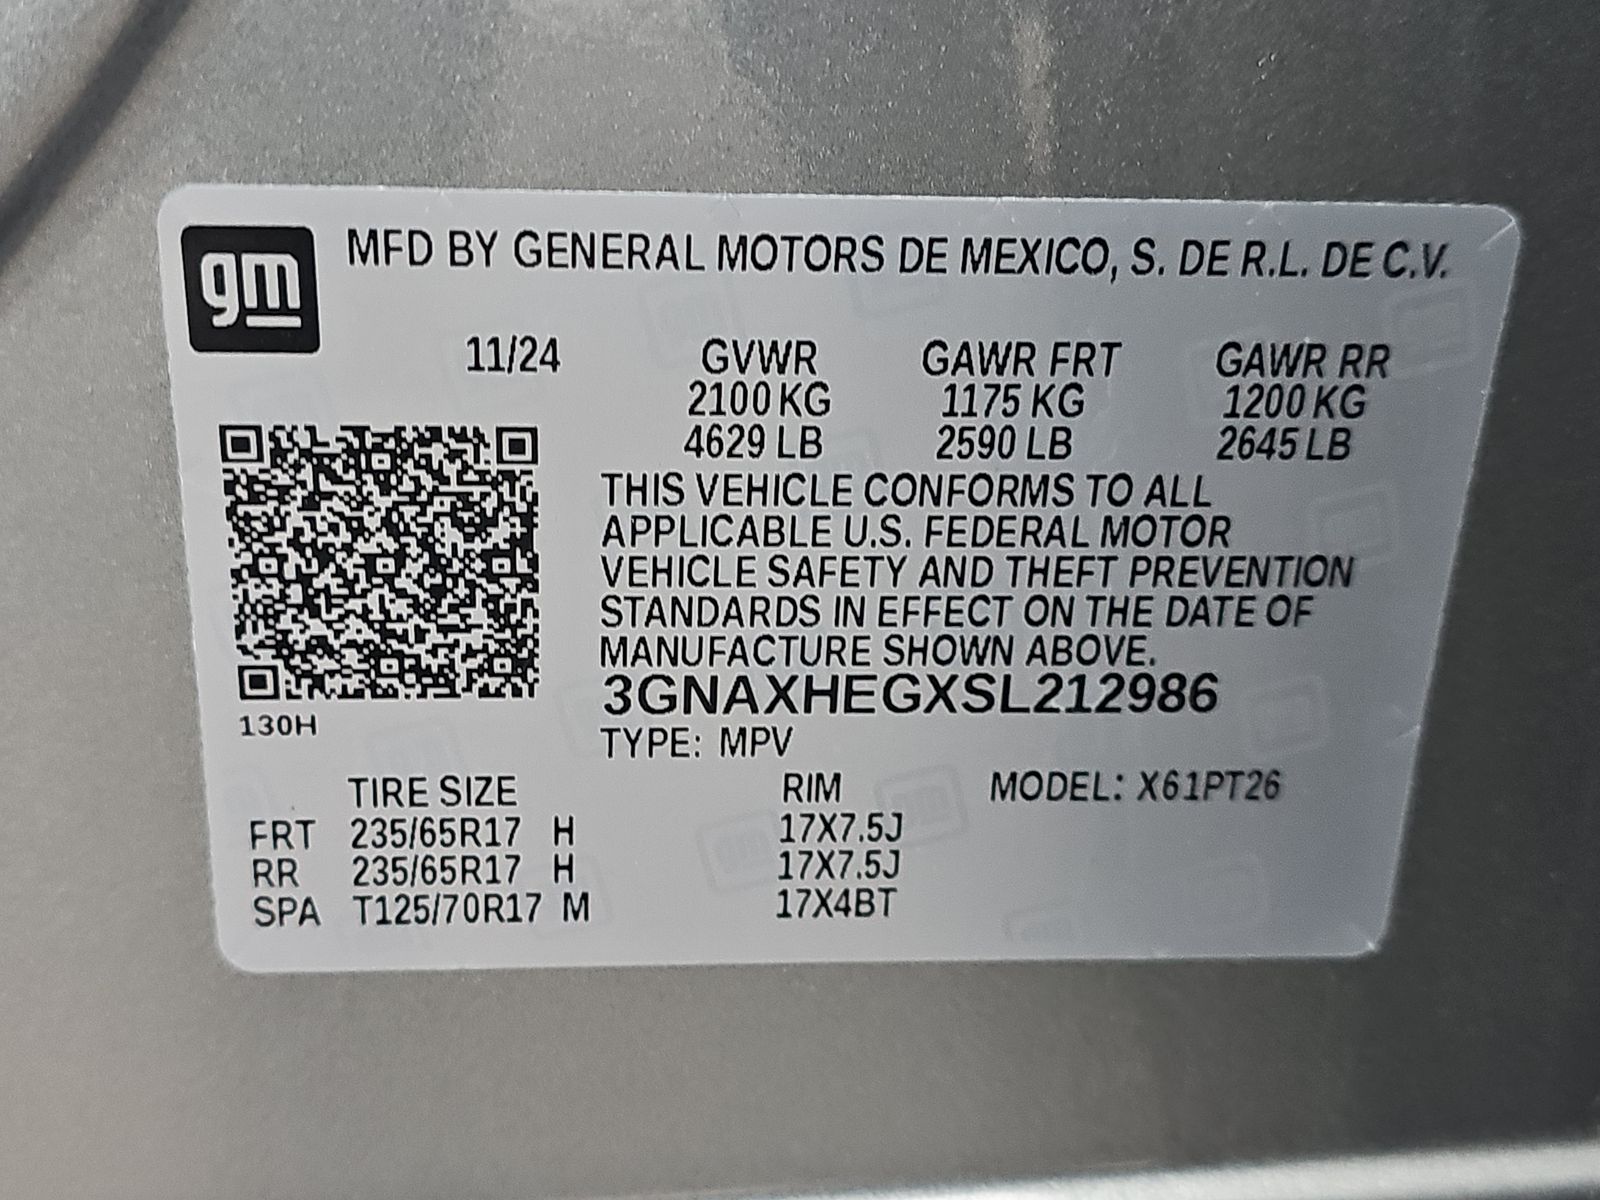 gm MFD BY GENERAL MOTORS DE MEXICO, S. DE R.L. DE C.V.
11/24 GVWR GAWR FRT GAWR RR
2100 KG 1175 KG 1200 KG
4629 LB 2590 LB 2645 LB
THIS VEHICLE CONFORMS TO ALL
APPLICABLE U.S. FEDERAL MOTOR
VEHICLE SAFETY AND THEFT PREVENTION
STANDARDS IN EFFECT ON THE DATE OF
MANUFACTURE SHOWN ABOVE.
3GNAXHEGXSL212986
130H
TYPE: MPV
TIRE SIZE RIM MODEL: X61PT26
FRT 235/65R17 H 17X7.5J
RR 235/65R17 H 17X7.5J
SPA T125/70R17 M 17X4BT